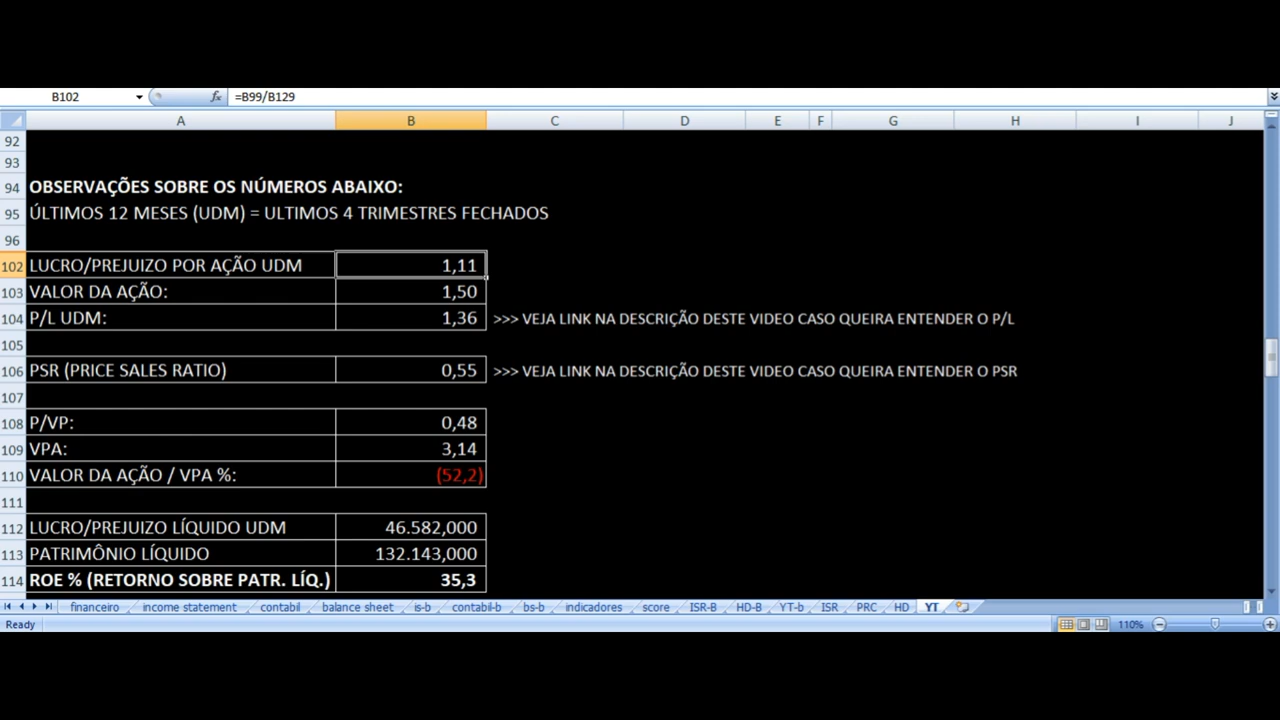 B102 fx =B99/B129
A B C D E F G H I J
92
93
94 OBSERVAÇÕES SOBRE OS NÚMEROS ABAIXO:
95 ÚLTIMOS 12 MESES (UDM) = ULTIMOS 4 TRIMESTRES FECHADOS
96
102 LUCRO/PREJUIZO POR AÇÃO UDM 1,11
103 VALOR DA AÇÃO: 1,50
104 P/L UDM: 1,36 >>> VEJA LINK NA DESCRIÇÃO DESTE VIDEO CASO QUEIRA ENTENDER O P/L
105
106 PSR (PRICE SALES RATIO) 0,55 >>> VEJA LINK NA DESCRIÇÃO DESTE VIDEO CASO QUEIRA ENTENDER O PSR
107
108 P/VP: 0,48
109 VPA: 3,14
110 VALOR DA AÇÃO / VPA %: (52,2)
111
112 LUCRO/PREJUIZO LÍQUIDO UDM 46.582,000
113 PATRIMÔNIO LÍQUIDO 132.143,000
114 ROE % (RETORNO SOBRE PATR. LÍQ.) 35,3
financeiro income statement contabil balance sheet is-b contabil-b bs-b indicadores score ISR-B HD-B YT-b ISR PRC HD YT
Ready 110%